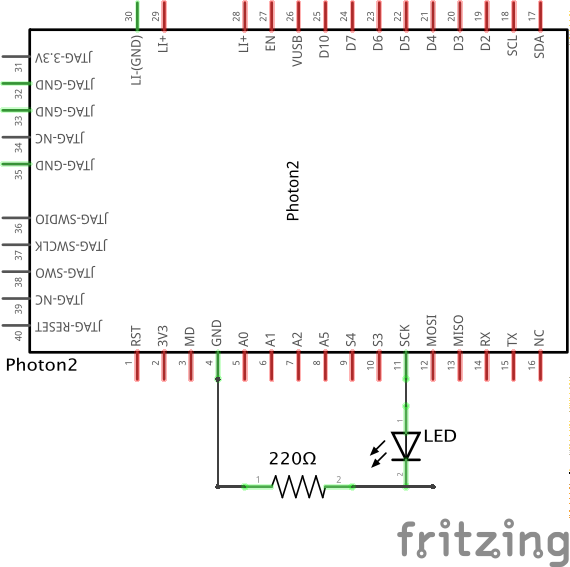 30 29 28 27 26 25 24 23 22 21 20 19 18 17
LI-(GND) LI+ LI+ EN VUSB D10 D7 D6 D5 D4 D3 D2 SCL SDA
31 JTAG-3.3V
32 JTAG-GND
33 JTAG-GND
34 JTAG-NC
35 JTAG-GND
36 JTAG-SWDIO
37 JTAG-SWCLK
38 JTAG-SWO
39 JTAG-NC
40 JTAG-RESET
Photon2
RST 3V3 MD GND A0 A1 A2 A5 S4 S3 SCK MOSI MISO RX TX NC
1 2 3 4 5 6 7 8 9 10 11 12 13 14 15 16
Photon2
1
LED
2
220Ω
1 2
fritzing